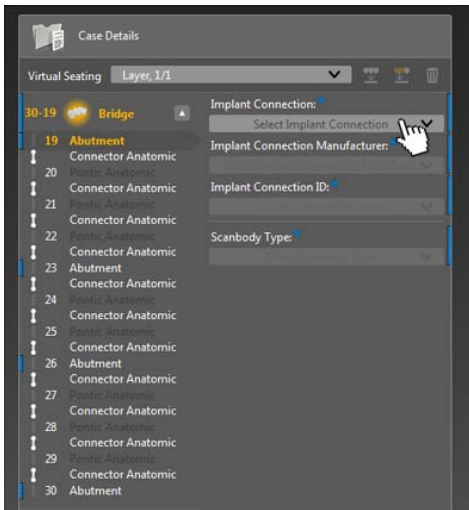 Case Details
Virtual Seating Layer, 1/1
30-19 Bridge
19 Abutment
Connector Anatomic
20 Pontic Anatomic
Connector Anatomic
21 Pontic Anatomic
Connector Anatomic
22 Pontic Anatomic
Connector Anatomic
23 Abutment
Connector Anatomic
24 Pontic Anatomic
Connector Anatomic
25 Pontic Anatomic
Connector Anatomic
26 Abutment
Connector Anatomic
27 Pontic Anatomic
Connector Anatomic
28 Pontic Anatomic
Connector Anatomic
29 Pontic Anatomic
Connector Anatomic
30 Abutment
Implant Connection:
Select Implant Connection
Implant Connection Manufacturer:
Implant Connection ID:
Scanbody Type: